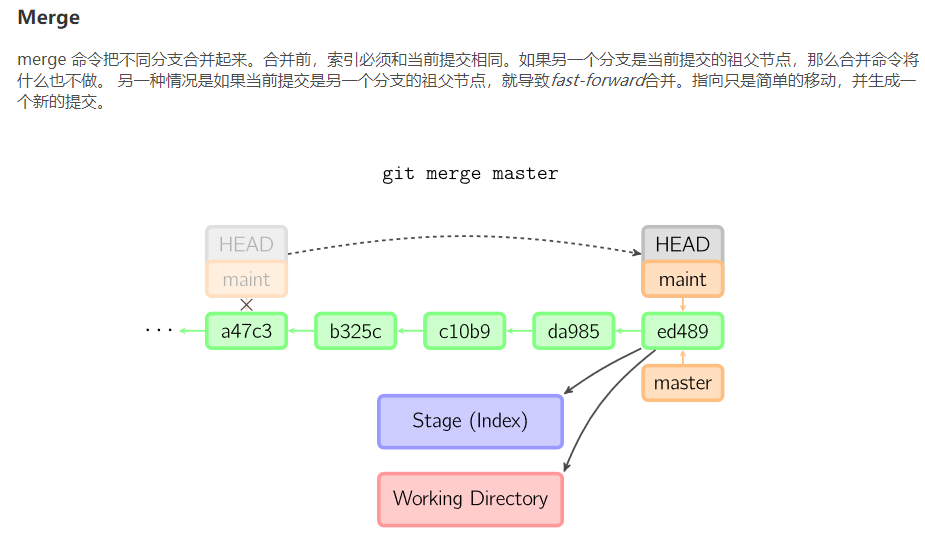 Merge
merge 命令把不同分支合并起来。合并前，索引必须和当前提交相同。如果另一个分支是当前提交的祖父节点，那么合并命令将
什么也不做。 另一种情况是如果当前提交是另一个分支的祖父节点，就导致fast-forward合并。指向只是简单的移动，并生成一
个新的提交。
git merge master
HEAD HEAD
maint maint
... a47c3 b325c c10b9 da985 ed489
master
Stage (Index)
Working Directory